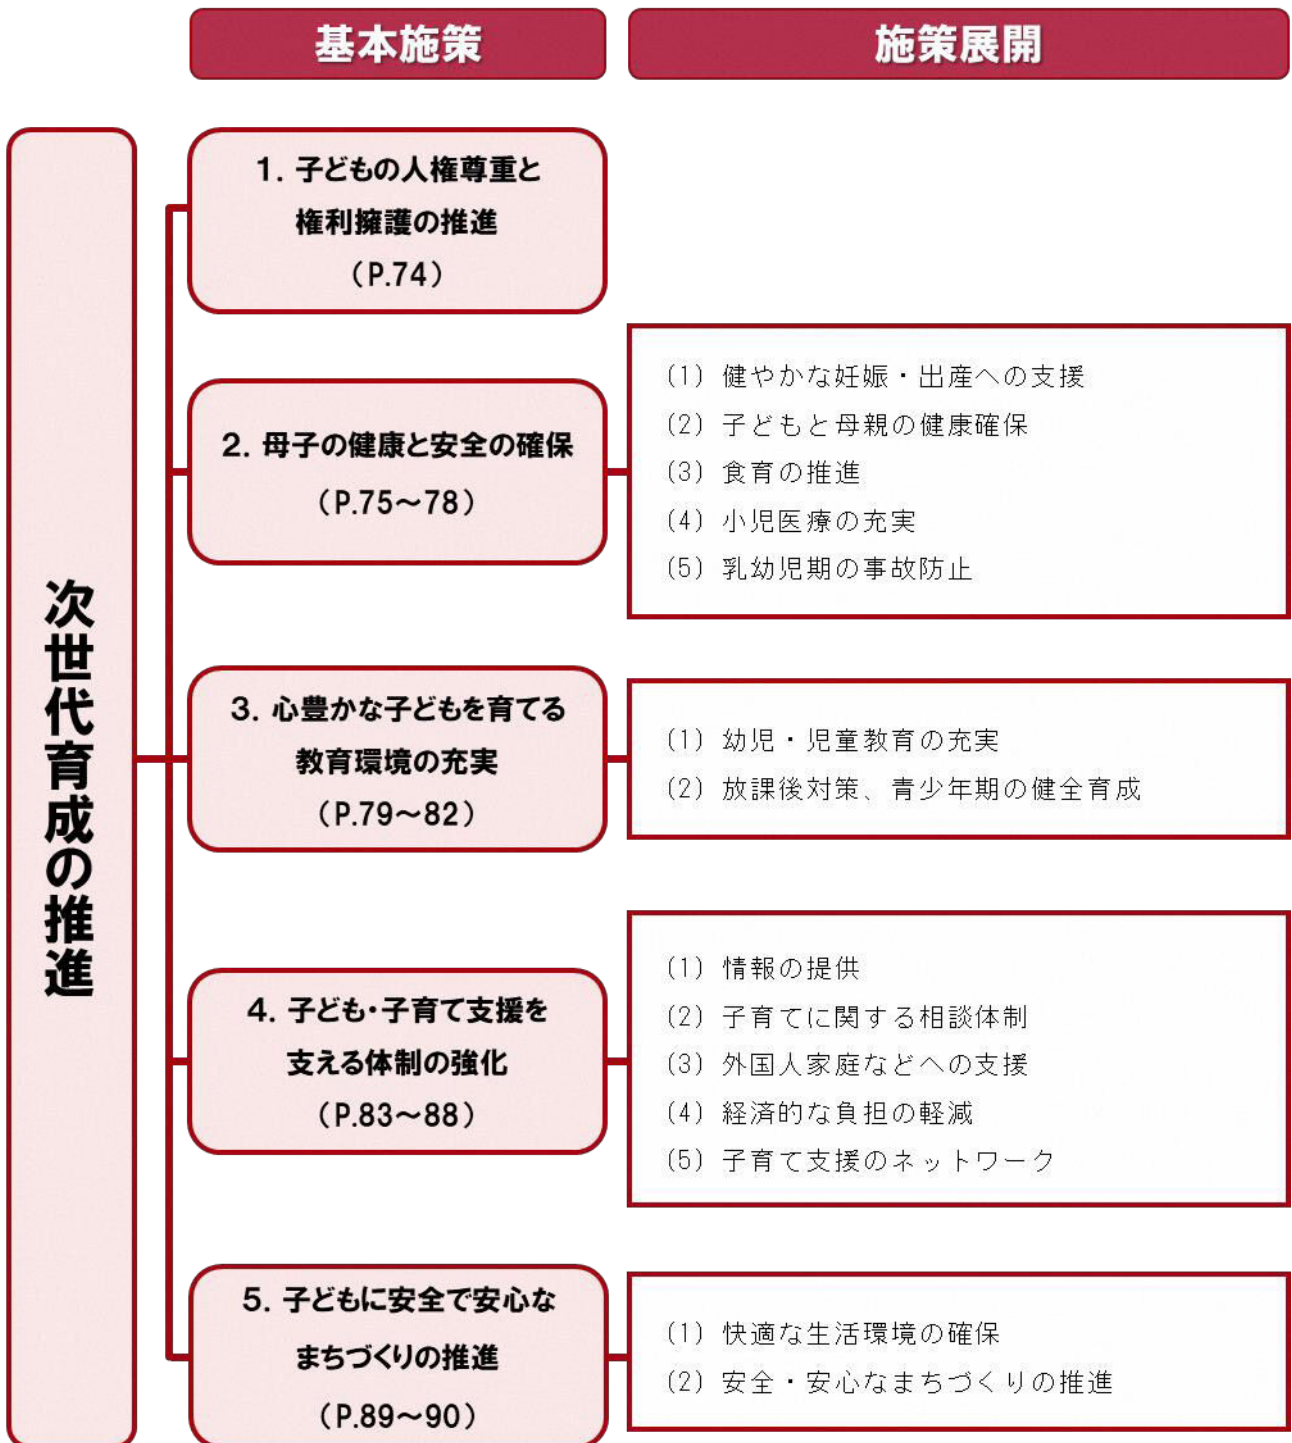 基本施策
施策展開
次世代育成の推進
1. 子どもの人権尊重と
権利擁護の推進
（P.74）
2. 母子の健康と安全の確保
（P.75～78）
(1) 健やかな妊娠・出産への支援
(2) 子どもと母親の健康確保
(3) 食育の推進
(4) 小児医療の充実
(5) 乳幼児期の事故防止
3. 心豊かな子どもを育てる
教育環境の充実
（P.79～82）
(1) 幼児・児童教育の充実
(2) 放課後対策、青少年期の健全育成
4. 子ども・子育て支援を
支える体制の強化
（P.83～88）
(1) 情報の提供
(2) 子育てに関する相談体制
(3) 外国人家庭などへの支援
(4) 経済的な負担の軽減
(5) 子育て支援のネットワーク
5. 子どもに安全で安心な
まちづくりの推進
（P.89～90）
(1) 快適な生活環境の確保
(2) 安全・安心なまちづくりの推進